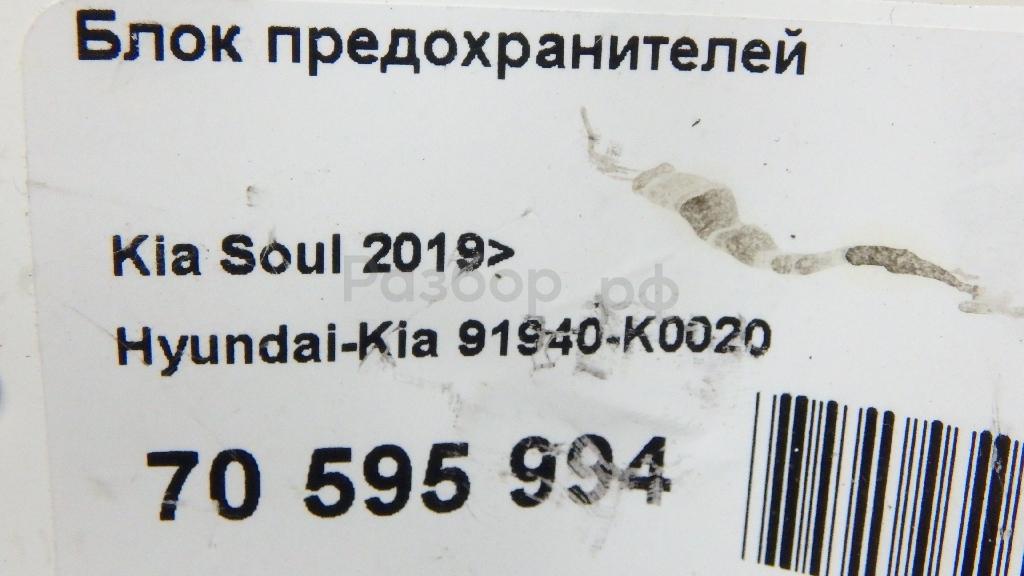 Блок предохранителей
Kia Soul 2019>
Разбор.рф
Hyundai-Kia 91940-K0020
70 595 994